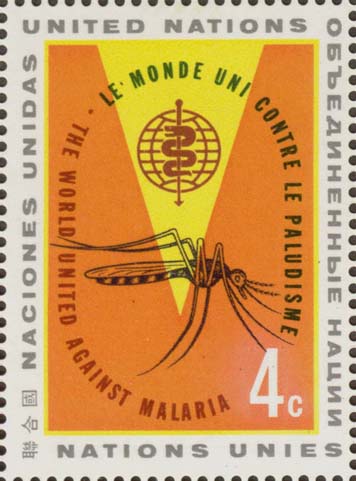 UNITED NATIONS
ОБЪЕДИНЕННЫЕ НАЦИИ
NACIONES UNIDAS
聯合國
NATIONS UNIES
LE MONDE UNI CONTRE LE PALUDISME
· THE WORLD UNITED AGAINST MALARIA
4c